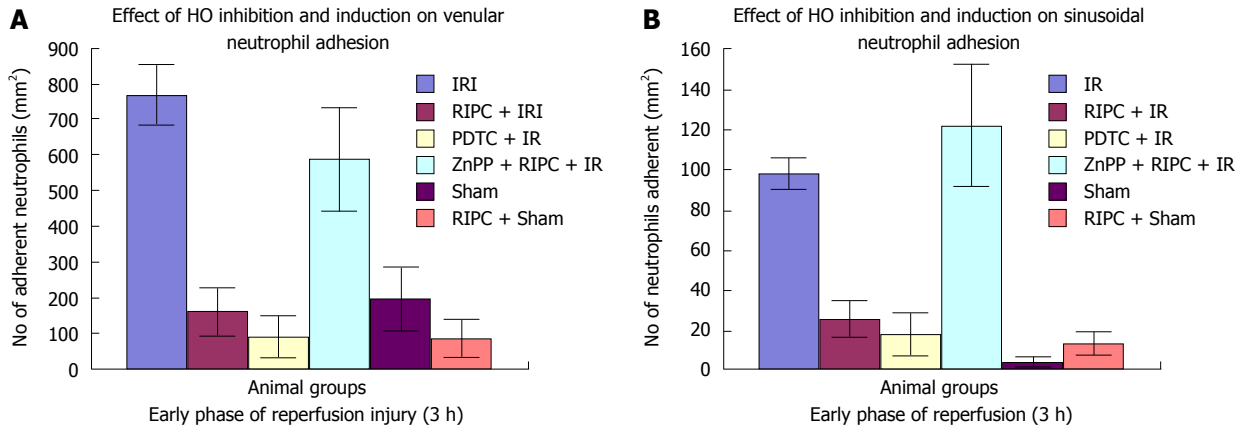 A
Effect of HO inhibition and induction on venular
neutrophil adhesion
No of adherent neutrophils (mm²)
900
800
700
600
500
400
300
200
100
0
IRI
RIPC + IRI
PDTC + IR
ZnPP + RIPC + IR
Sham
RIPC + Sham
Animal groups
Early phase of reperfusion injury (3 h)
B
Effect of HO inhibition and induction on sinusoidal
neutrophil adhesion
No of neutrophils adherent (mm²)
160
140
120
100
80
60
40
20
0
IR
RIPC + IR
PDTC + IR
ZnPP + RIPC + IR
Sham
RIPC + Sham
Animal groups
Early phase of reperfusion (3 h)